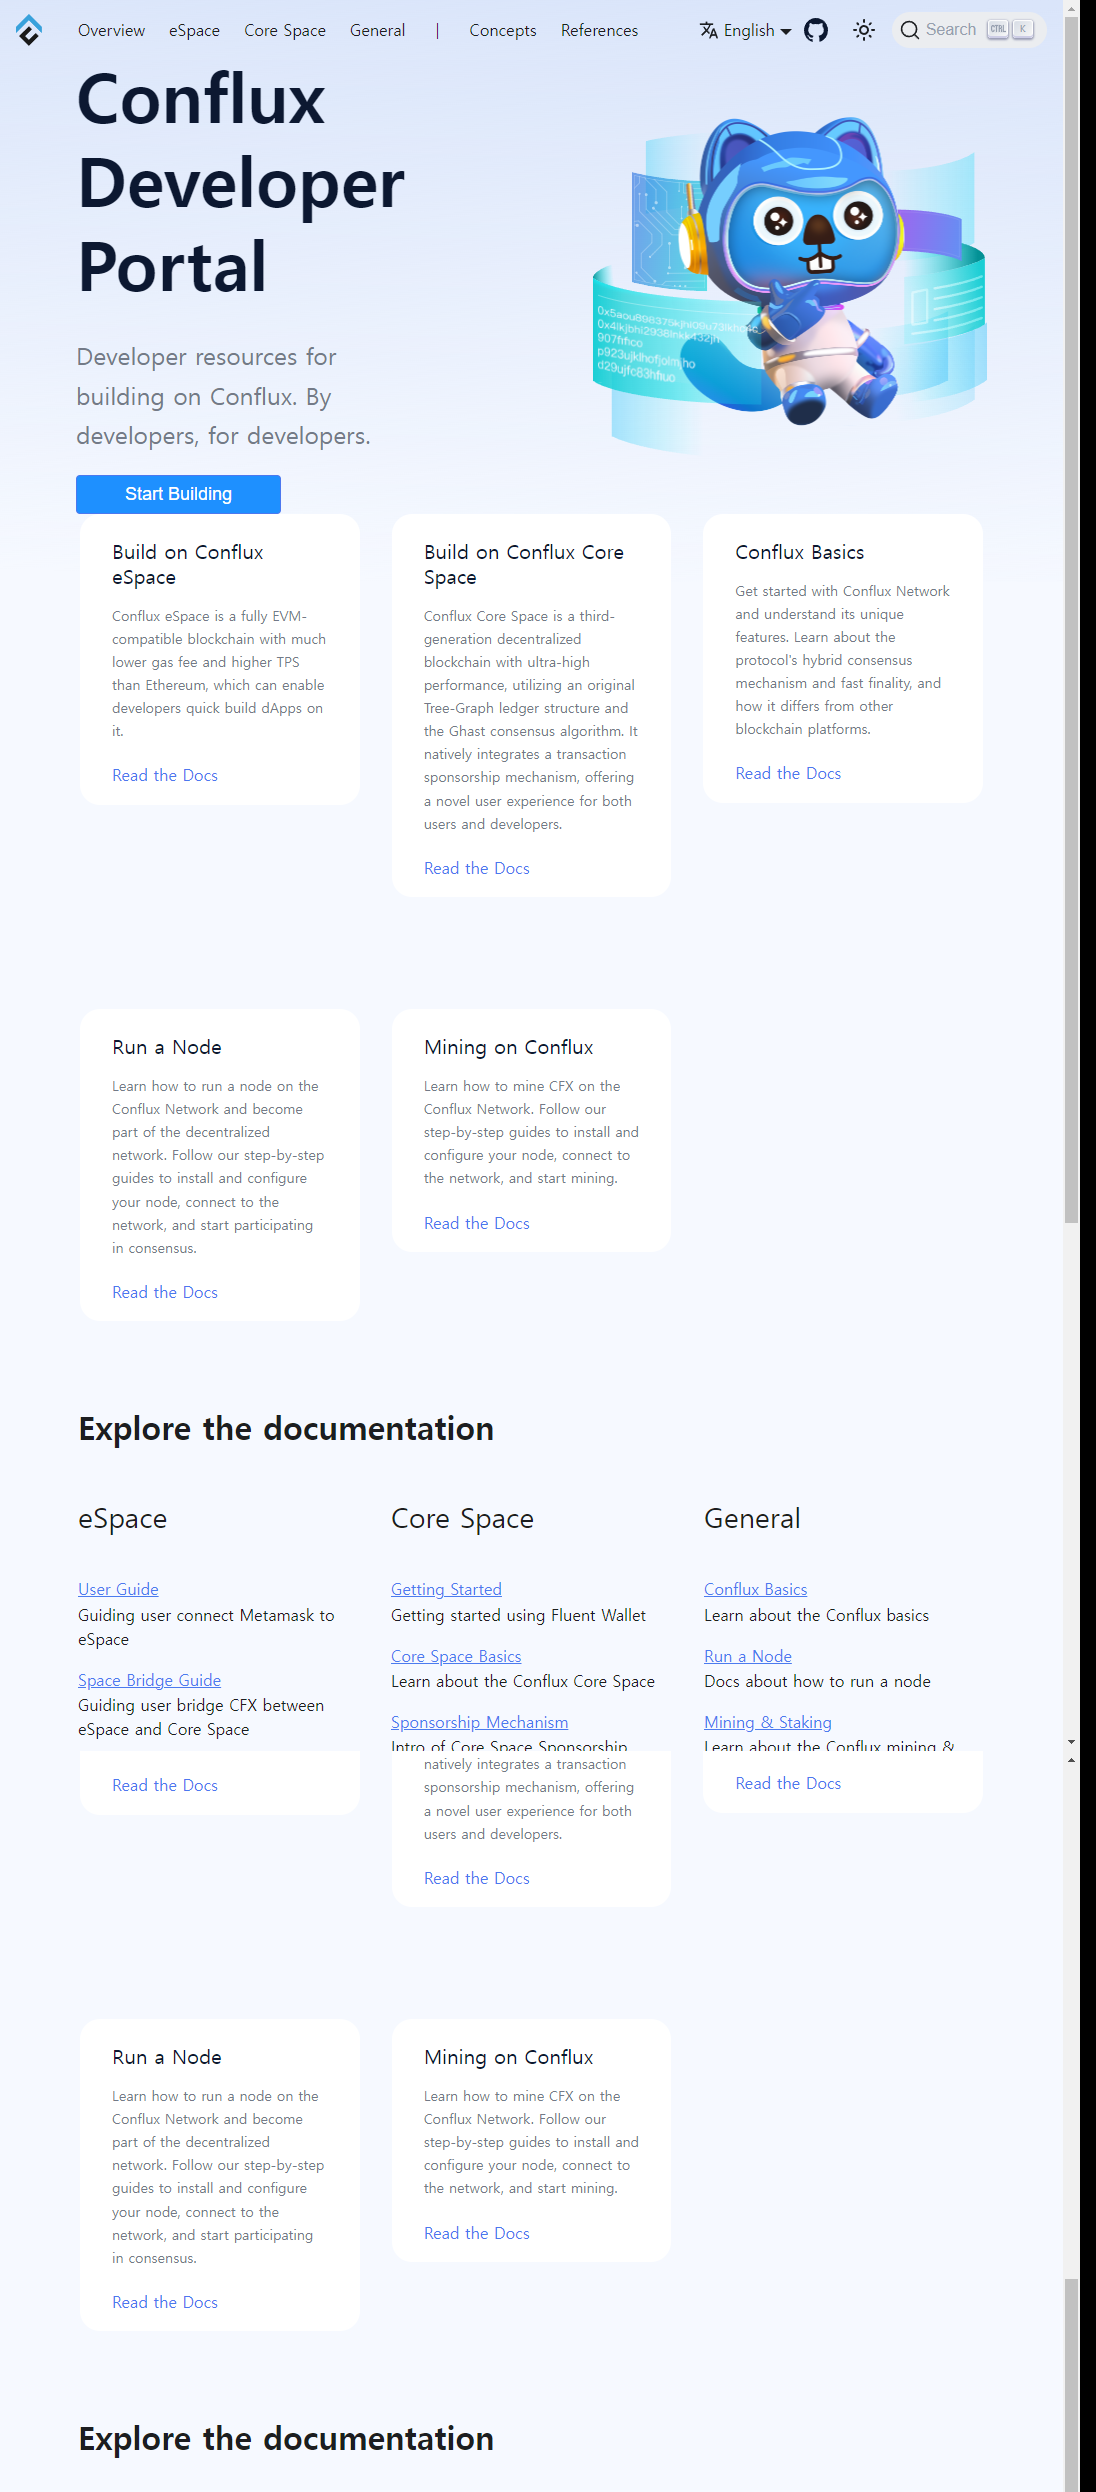 Overview eSpace Core Space General | Concepts References English Search CTRL K
Conflux
Developer
Portal
Developer resources for
building on Conflux. By
developers, for developers.
Start Building
Build on Conflux
eSpace
Conflux eSpace is a fully EVM-
compatible blockchain with much
lower gas fee and higher TPS
than Ethereum, which can enable
developers quick build dApps on
it.
Read the Docs
Build on Conflux Core
Space
Conflux Core Space is a third-
generation decentralized
blockchain with ultra-high
performance, utilizing an original
Tree-Graph ledger structure and
the Ghast consensus algorithm. It
natively integrates a transaction
sponsorship mechanism, offering
a novel user experience for both
users and developers.
Read the Docs
Conflux Basics
Get started with Conflux Network
and understand its unique
features. Learn about the
protocol's hybrid consensus
mechanism and fast finality, and
how it differs from other
blockchain platforms.
Read the Docs
Run a Node
Learn how to run a node on the
Conflux Network and become
part of the decentralized
network. Follow our step-by-step
guides to install and configure
your node, connect to the
network, and start participating
in consensus.
Read the Docs
Mining on Conflux
Learn how to mine CFX on the
Conflux Network. Follow our
step-by-step guides to install and
configure your node, connect to
the network, and start mining.
Read the Docs
Explore the documentation
eSpace
User Guide
Guiding user connect Metamask to
eSpace
Space Bridge Guide
Guiding user bridge CFX between
eSpace and Core Space
Core Space
Getting Started
Getting started using Fluent Wallet
Core Space Basics
Learn about the Conflux Core Space
Sponsorship Mechanism
Intro of Core Space Sponsorship
General
Conflux Basics
Learn about the Conflux basics
Run a Node
Docs about how to run a node
Mining & Staking
Learn about the Conflux mining &
Read the Docs
natively integrates a transaction
sponsorship mechanism, offering
a novel user experience for both
users and developers.
Read the Docs
Read the Docs
Run a Node
Learn how to run a node on the
Conflux Network and become
part of the decentralized
network. Follow our step-by-step
guides to install and configure
your node, connect to the
network, and start participating
in consensus.
Read the Docs
Mining on Conflux
Learn how to mine CFX on the
Conflux Network. Follow our
step-by-step guides to install and
configure your node, connect to
the network, and start mining.
Read the Docs
Explore the documentation